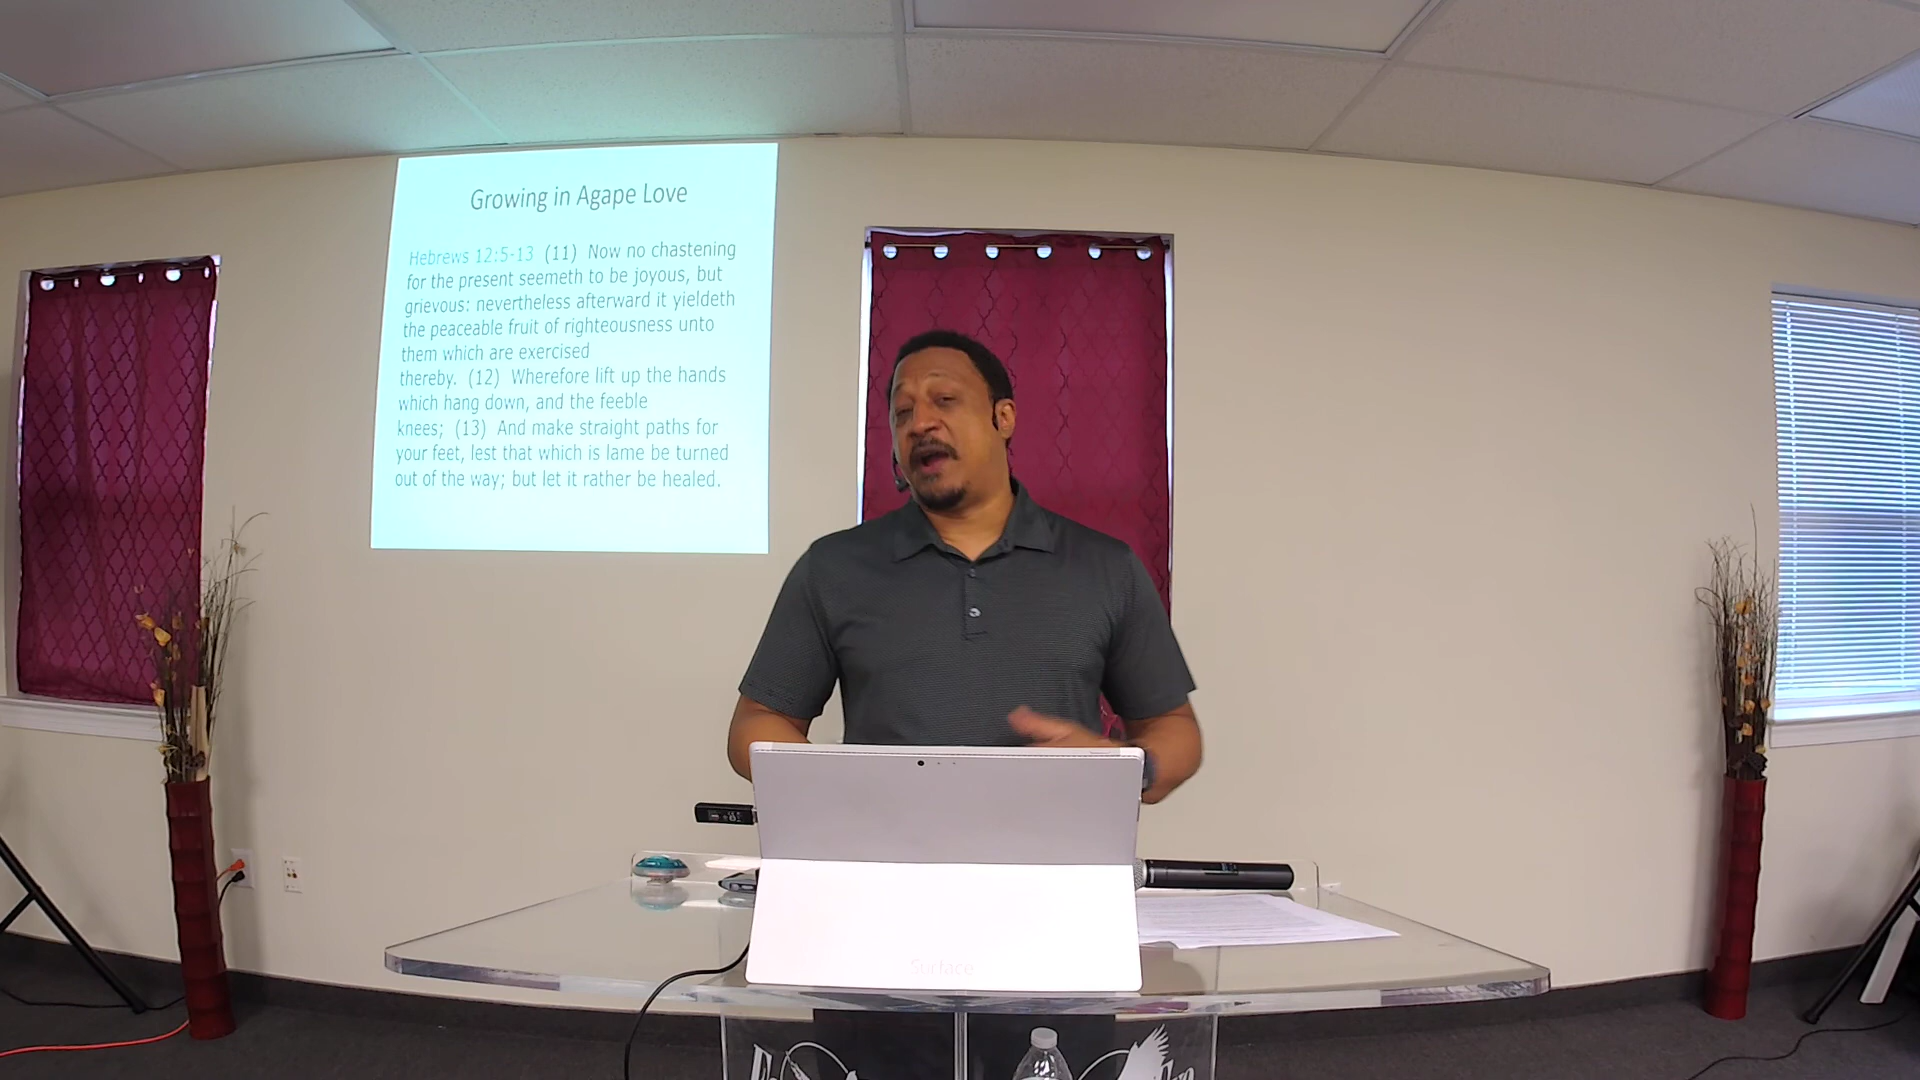 Growing in Agape Love
Hebrews 12:5-13 (11) Now no chastening
for the present seemeth to be joyous, but
grievous: nevertheless afterward it yieldeth
the peaceable fruit of righteousness unto
them which are exercised
thereby. (12) Wherefore lift up the hands
which hang down, and the feeble
knees; (13) And make straight paths for
your feet, lest that which is lame be turned
out of the way; but let it rather be healed.
Surface